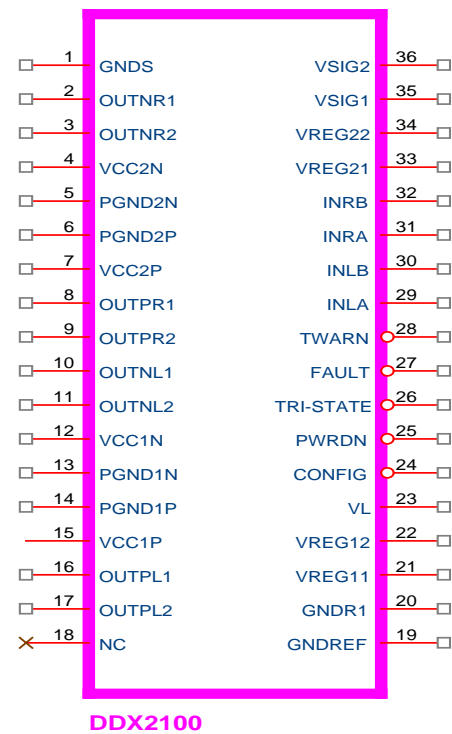 1 GNDS VSIG2 36
2 OUTNR1 VSIG1 35
3 OUTNR2 VREG22 34
4 VCC2N VREG21 33
5 PGND2N INRB 32
6 PGND2P INRA 31
7 VCC2P INLB 30
8 OUTPR1 INLA 29
9 OUTPR2 TWARN 28
10 OUTNL1 FAULT 27
11 OUTNL2 TRI-STATE 26
12 VCC1N PWRDN 25
13 PGND1N CONFIG 24
14 PGND1P VL 23
15 VCC1P VREG12 22
16 OUTPL1 VREG11 21
17 OUTPL2 GNDR1 20
18 NC GNDREF 19
DDX2100